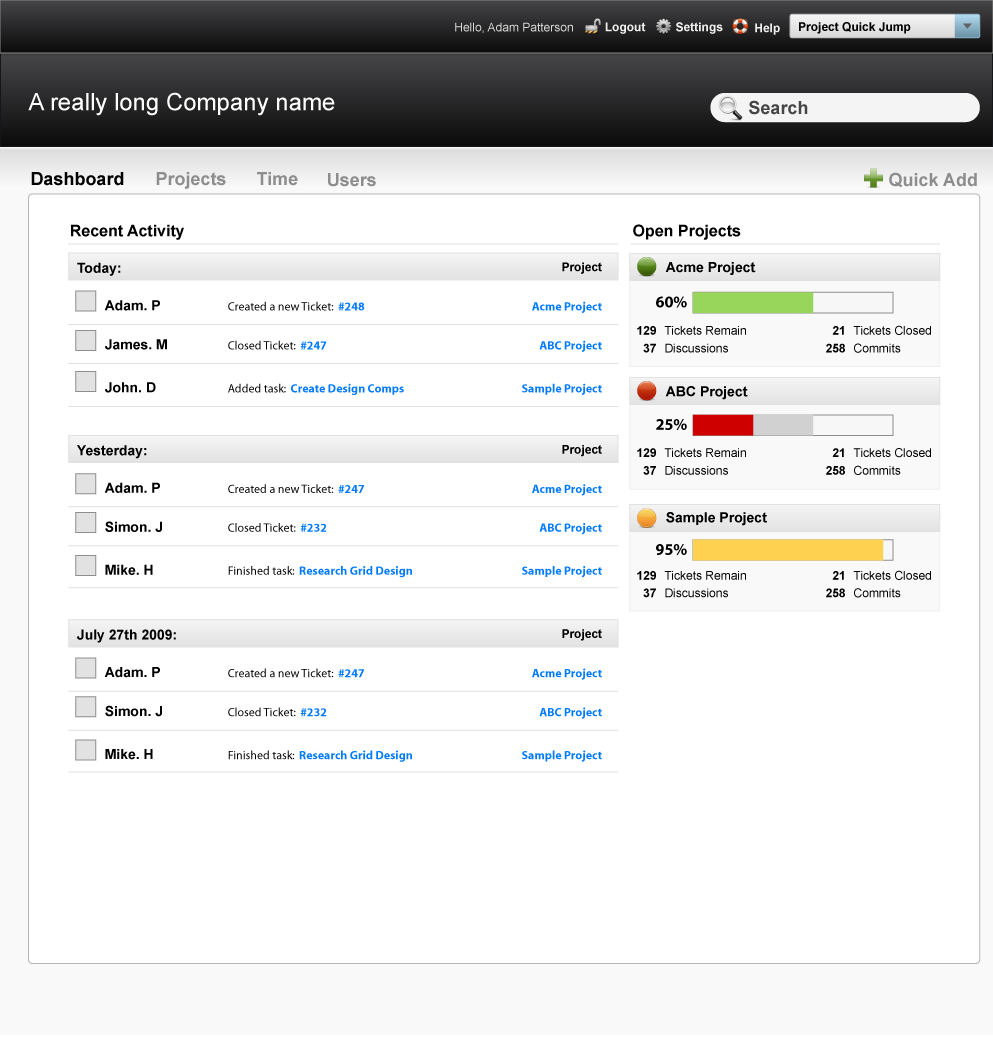 Hello, Adam Patterson Logout Settings Help Project Quick Jump
A really long Company name
Search
Dashboard Projects Time Users Quick Add
Recent Activity
Today: Project
Adam. P Created a new Ticket: #248 Acme Project
James. M Closed Ticket: #247 ABC Project
John. D Added task: Create Design Comps Sample Project
Yesterday: Project
Adam. P Created a new Ticket: #247 Acme Project
Simon. J Closed Ticket: #232 ABC Project
Mike. H Finished task: Research Grid Design Sample Project
July 27th 2009: Project
Adam. P Created a new Ticket: #247 Acme Project
Simon. J Closed Ticket: #232 ABC Project
Mike. H Finished task: Research Grid Design Sample Project
Open Projects
Acme Project
60%
129 Tickets Remain 21 Tickets Closed
37 Discussions 258 Commits
ABC Project
25%
129 Tickets Remain 21 Tickets Closed
37 Discussions 258 Commits
Sample Project
95%
129 Tickets Remain 21 Tickets Closed
37 Discussions 258 Commits